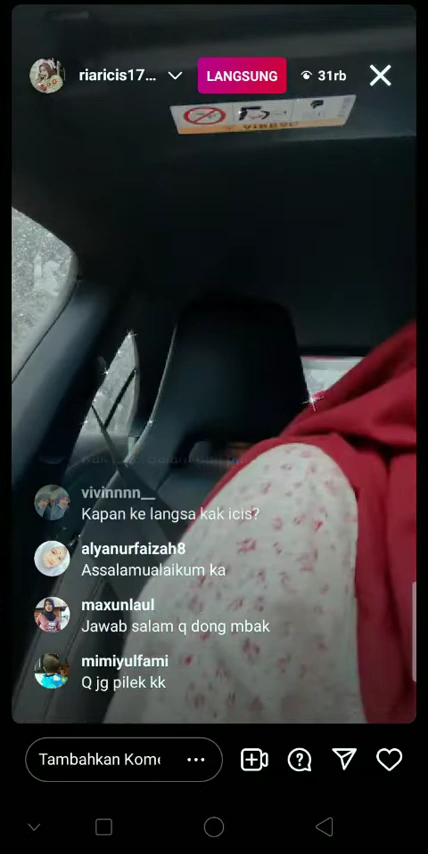 riaricis17...
LANGSUNG
31rb
vivinnnn__
Kapan ke langsa kak icis?
alyanurfaizah8
Assalamualaikum ka
maxunlaul
Jawab salam q dong mbak
mimiyulfami
Q jg pilek kk
Tambahkan Kome